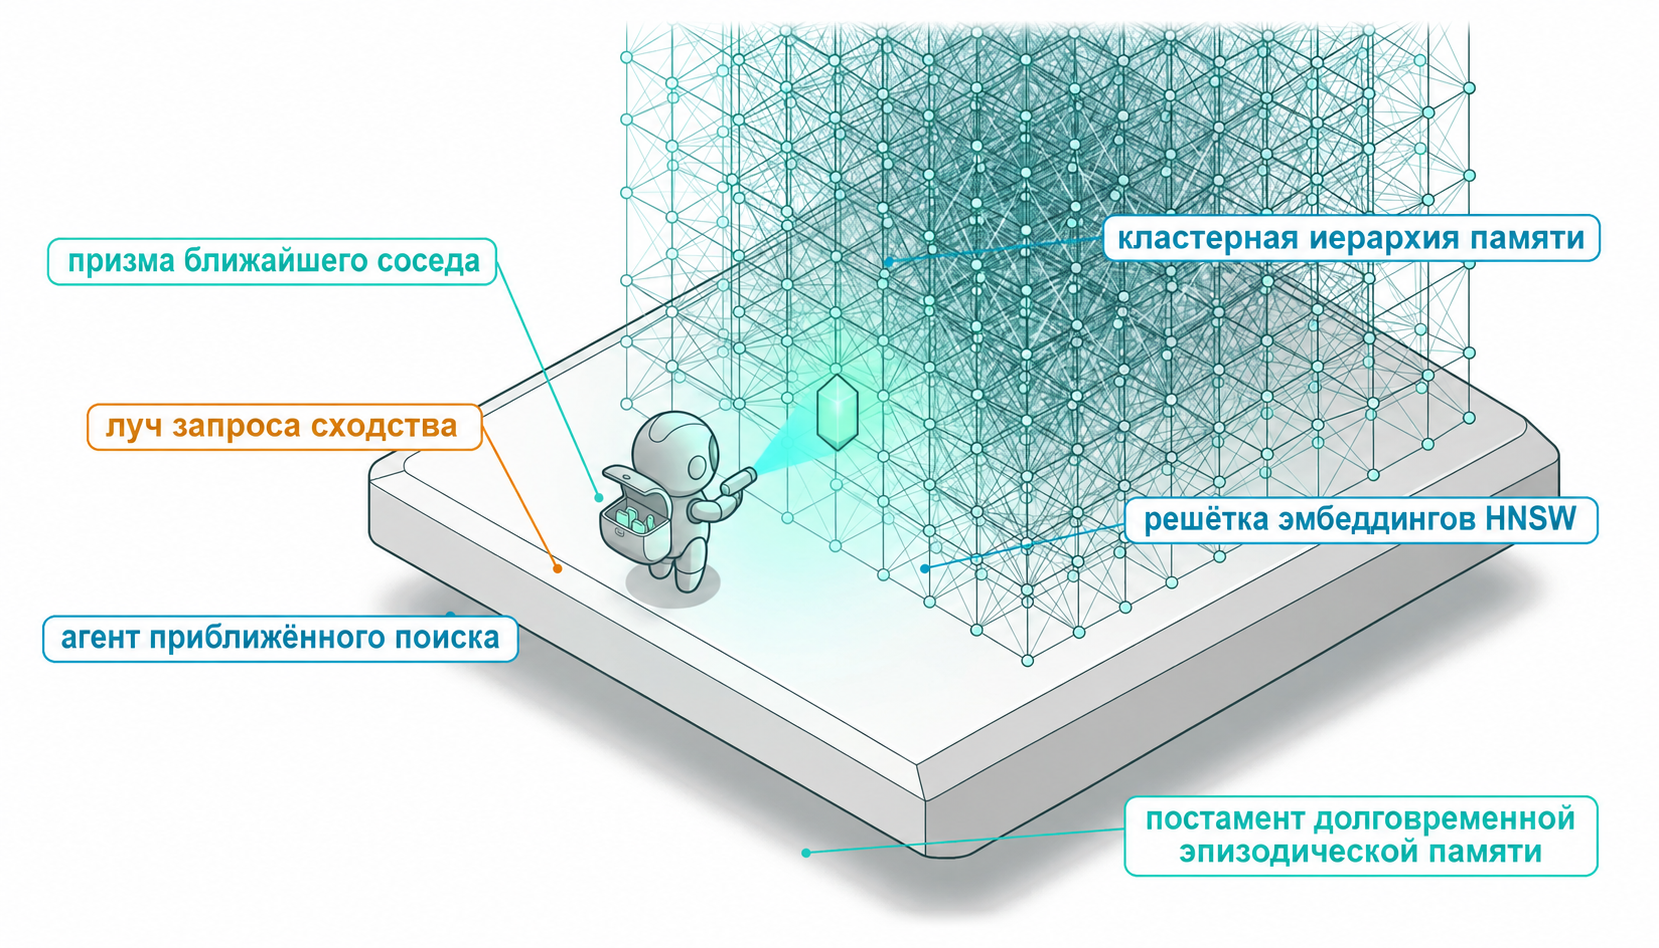 кластерная иерархия памяти
призма ближайшего соседа
луч запроса сходства
решётка эмбеддингов HNSW
агент приближённого поиска
постамент долговременной
эпизодической памяти